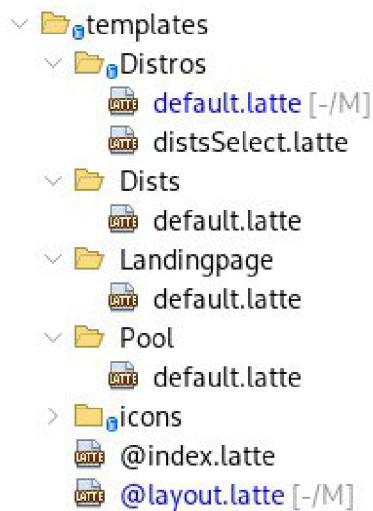 templates
Distros
default.latte [-/M]
distsSelect.latte
Dists
default.latte
Landingpage
default.latte
Pool
default.latte
icons
@index.latte
@layout.latte [-/M]